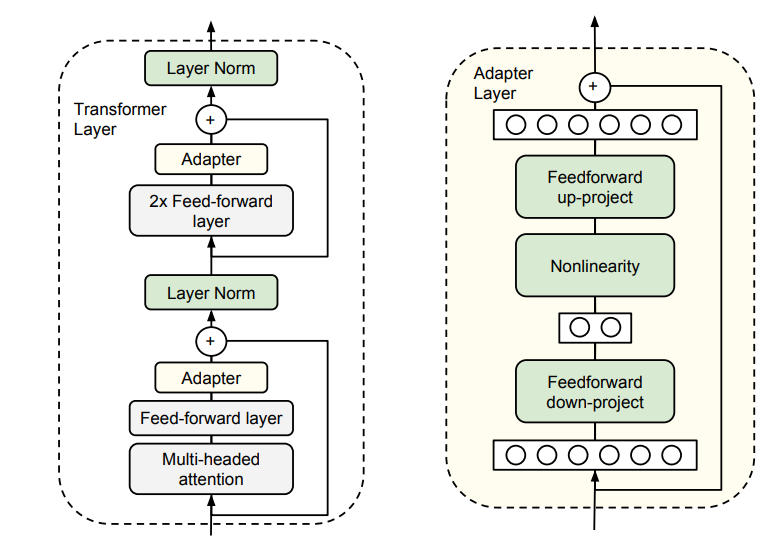 Layer Norm
Transformer
Layer
+
Adapter
2x Feed-forward
layer
Layer Norm
+
Adapter
Feed-forward layer
Multi-headed
attention
Adapter
Layer
+
Feedforward
up-project
Nonlinearity
Feedforward
down-project